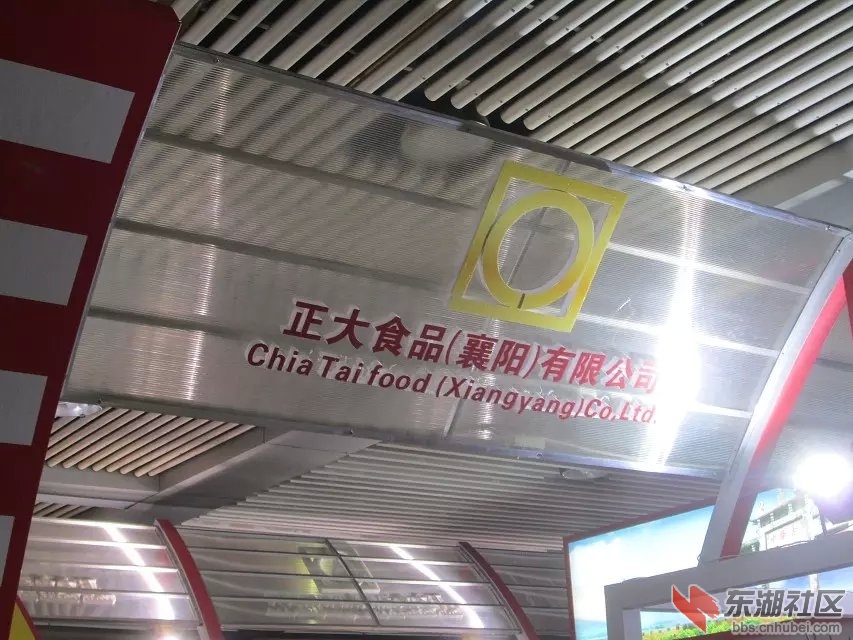 正大食品(襄阳)有限公司
Chia Tai food (Xiangyang)Co,Ltd.
东湖社区
bbs.cnhubei.com